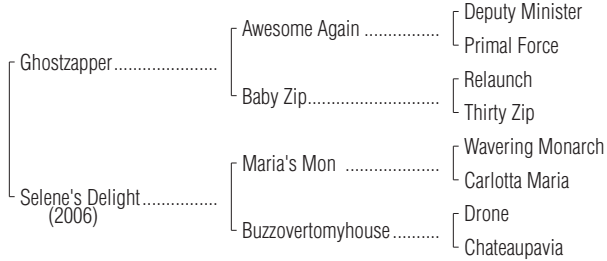 Deputy Minister
Awesome Again ................
Primal Force
Ghostzapper.....................
Relaunch
Baby Zip...........................
Thirty Zip
Wavering Monarch
Maria's Mon ....................
Carlotta Maria
Selene's Delight................
(2006)
Drone
Buzzovertomyhouse..........
Chateaupavia